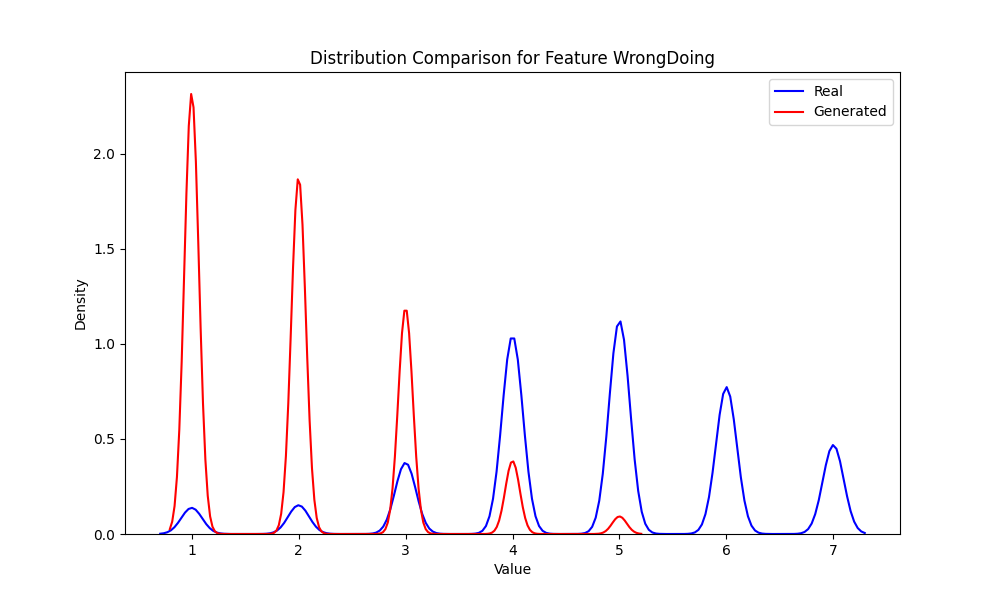 Distribution Comparison for Feature WrongDoing
Real
Generated
Density
2.0
1.5
1.0
0.5
0.0
1 2 3 4 5 6 7
Value